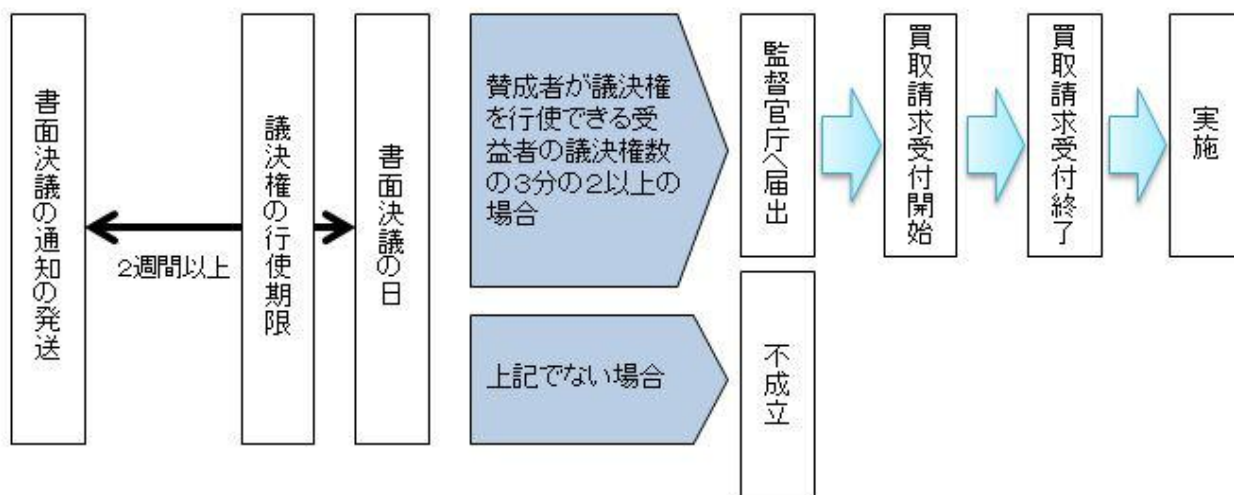 書面決議の通知の発送
2週間以上
議決権の行使期限
書面決議の日
賛成者が議決権
を行使できる受
益者の議決権数
の3分の2以上の
場合
監督官庁へ届出
買取請求受付開始
買取請求受付終了
実施
上記でない場合
不成立